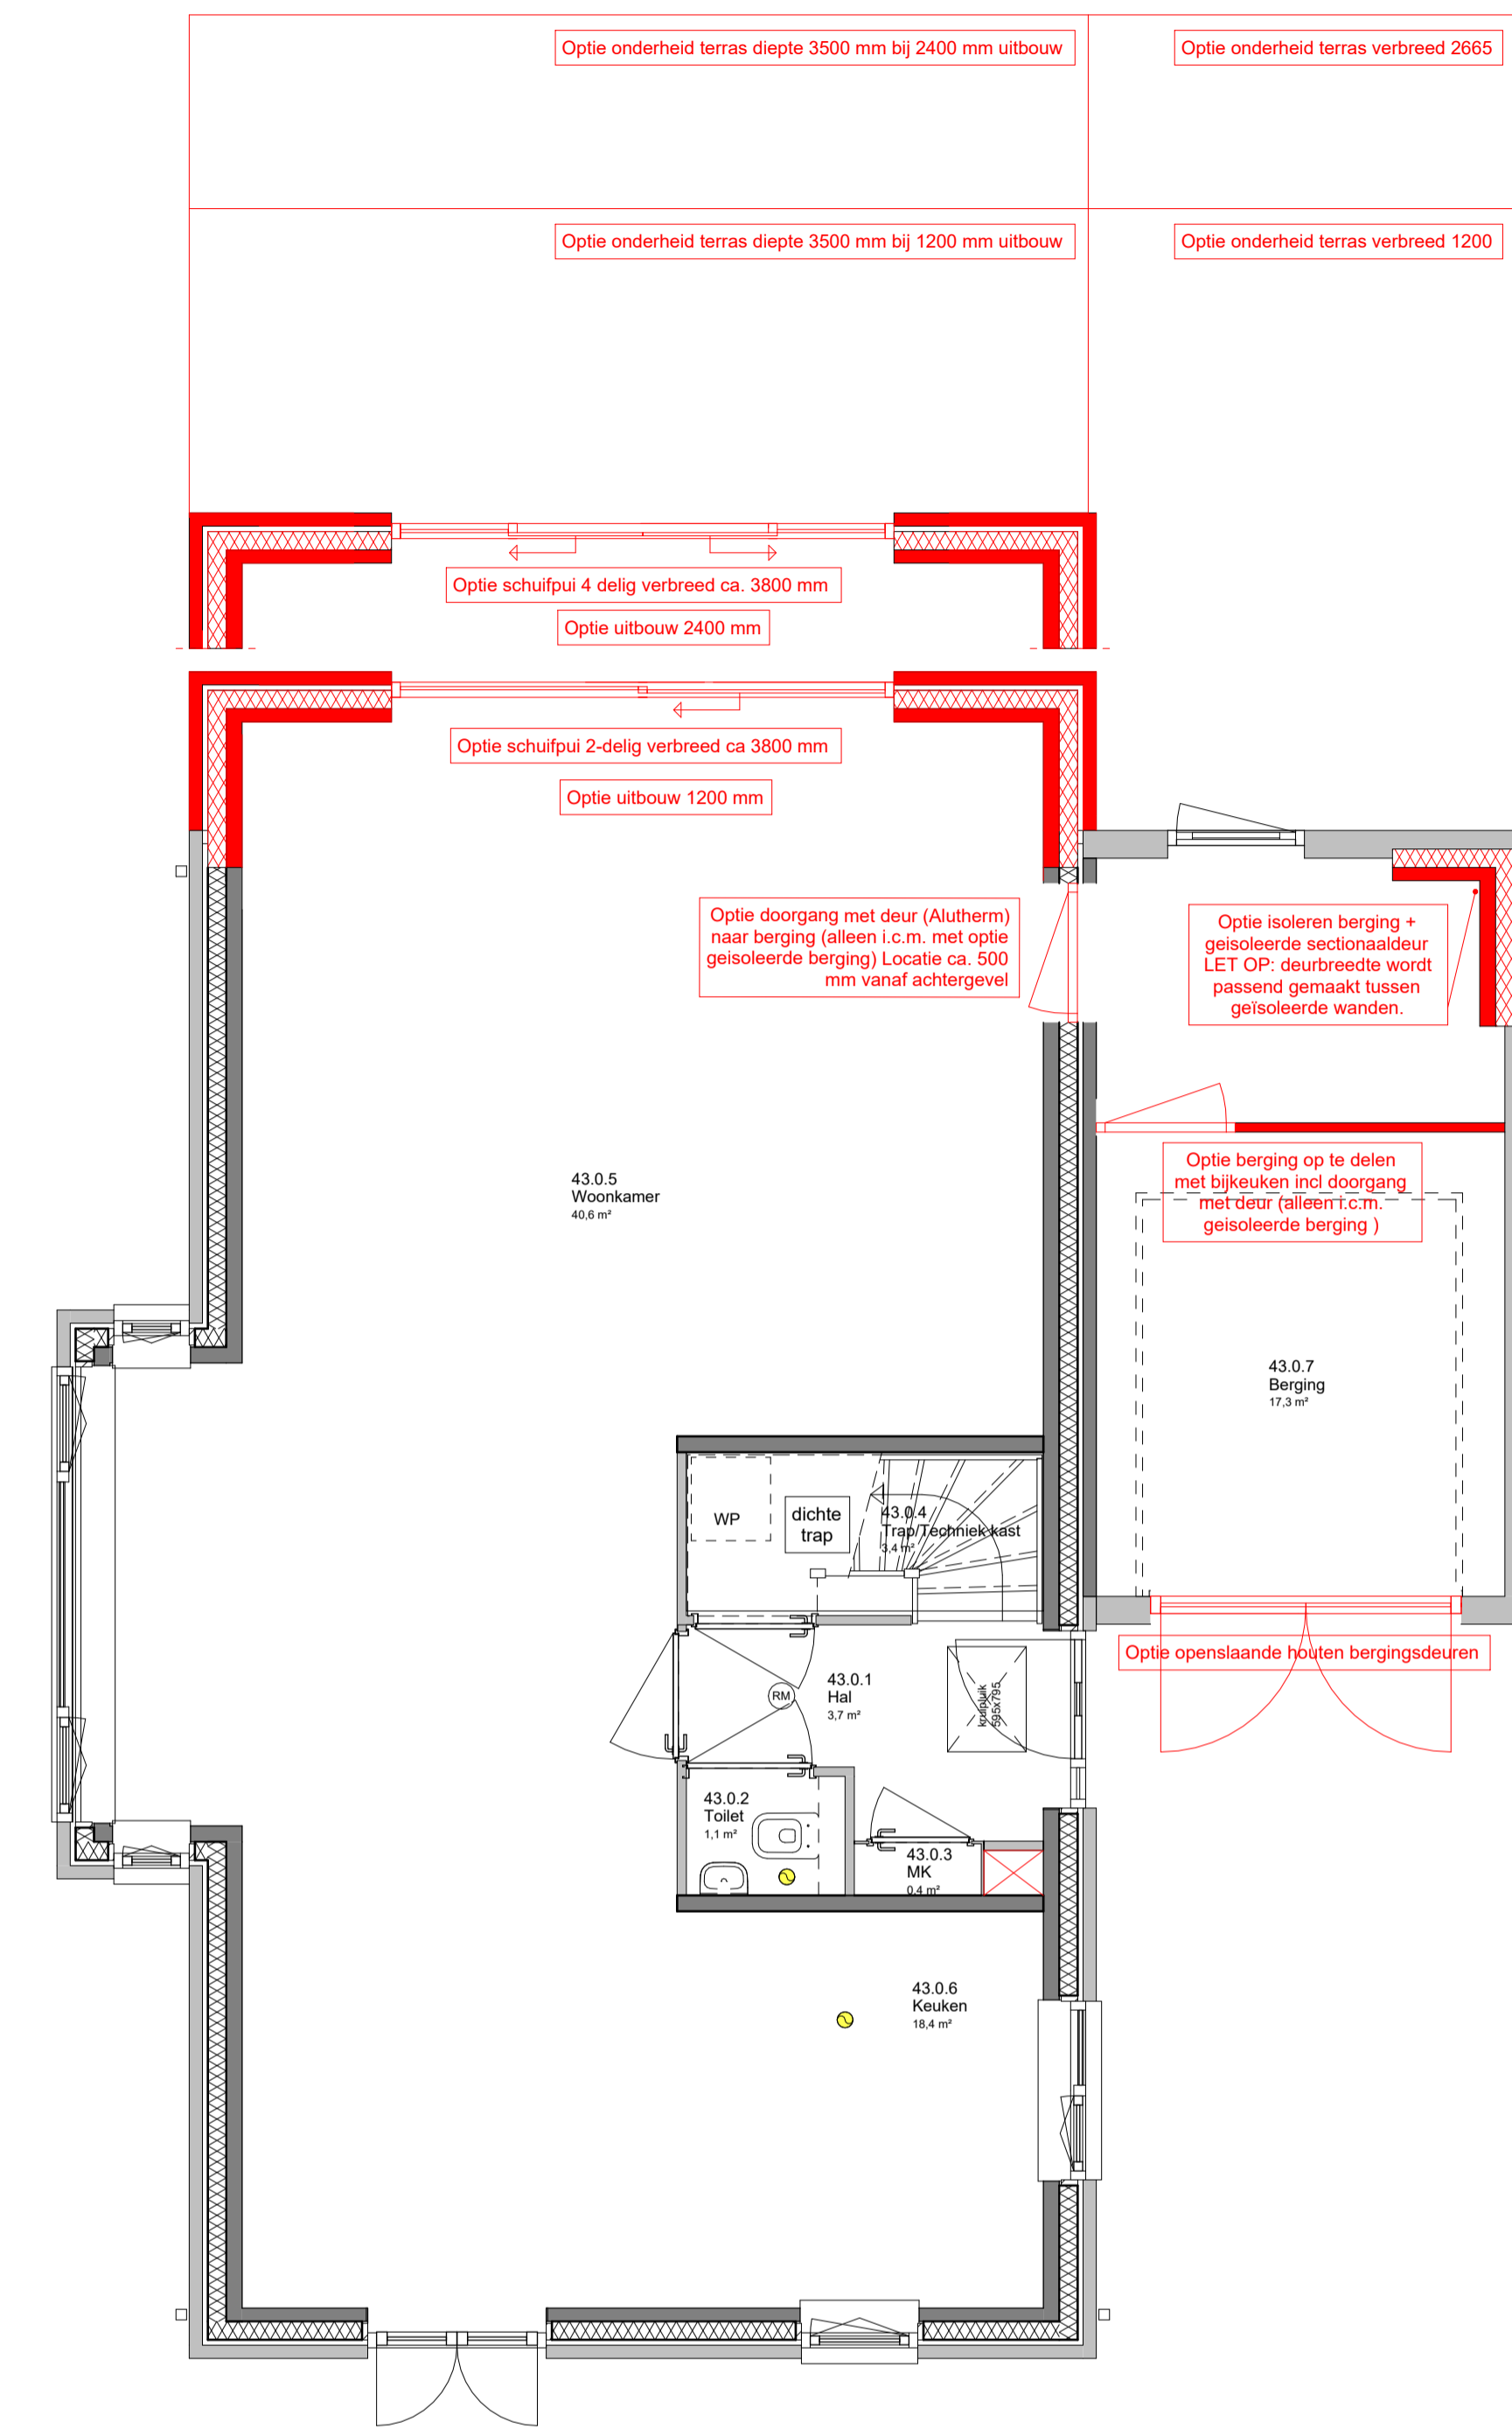 Optie onderheid terras diepte 3500 mm bij 2400 mm uitbouw
Optie onderheid terras verbreed 2665
Optie onderheid terras diepte 3500 mm bij 1200 mm uitbouw
Optie onderheid terras verbreed 1200
Optie schuifpui 4 delig verbreed ca. 3800 mm
Optie uitbouw 2400 mm
Optie schuifpui 2-delig verbreed ca 3800 mm
Optie uitbouw 1200 mm
Optie doorgang met deur (Alutherm)
naar berging (alleen i.c.m. met optie
geisoleerde berging) Locatie ca. 500
mm vanaf achtergevel
Optie isoleren berging +
geisoleerde sectionaaldeur
LET OP: deurbreedte wordt
passend gemaakt tussen
geïsoleerde wanden.
Optie berging op te delen
met bijkeuken incl doorgang
met deur (alleen i.c.m.
geisoleerde berging )
43.0.5
Woonkamer
40,6 m²
43.0.7
Berging
17,3 m²
WP
dichte
trap
43.0.4
Trap/Techniek kast
3,4 m²
Optie openslaande houten bergingsdeuren
43.0.1
Hal
3,7 m²
RM
kruipluik
595x795
43.0.2
Toilet
1,1 m²
43.0.3
MK
0,4 m²
43.0.6
Keuken
18,4 m²